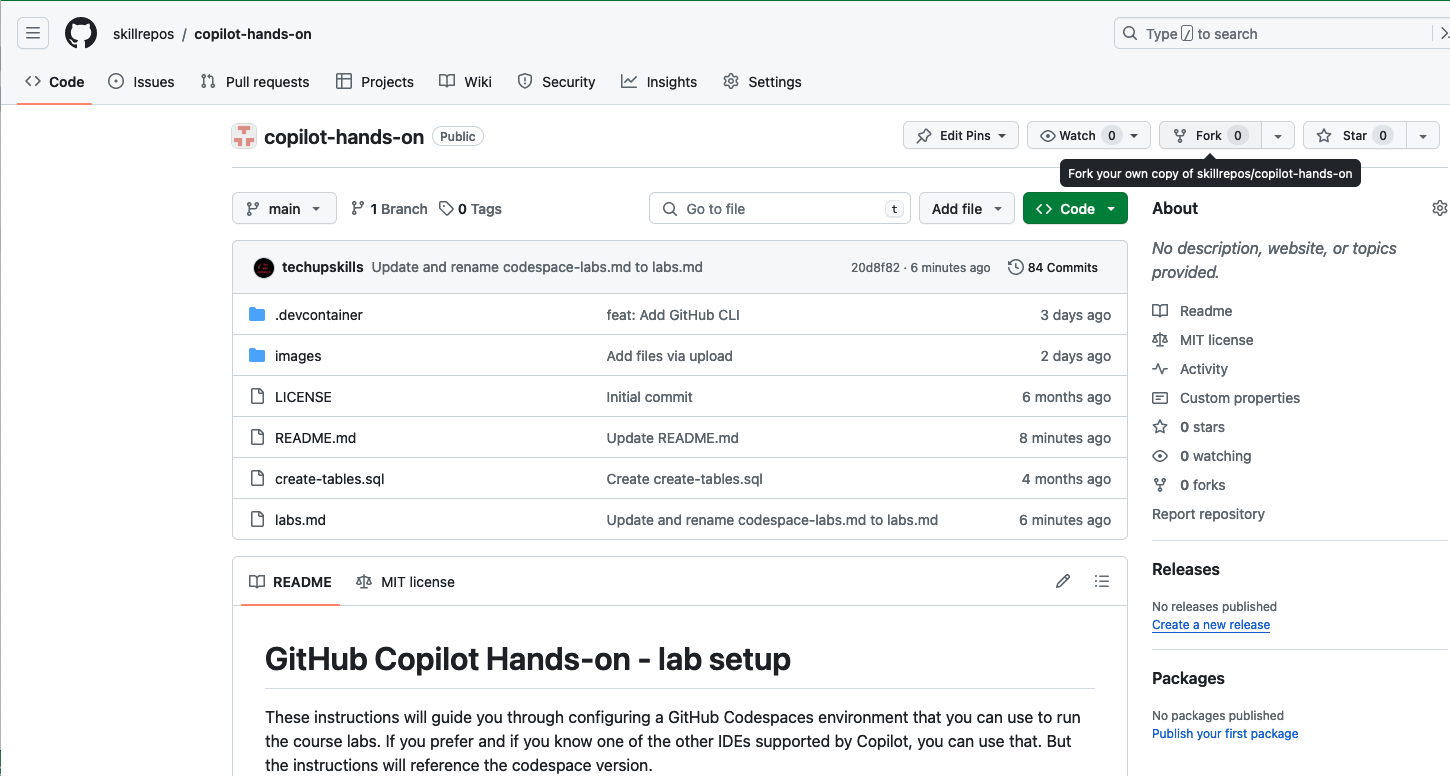 skillrepos / copilot-hands-on
Type / to search
Code Issues Pull requests Projects Wiki Security Insights Settings
copilot-hands-on Public
Edit Pins Watch 0 Fork 0 Star 0
Fork your own copy of skillrepos/copilot-hands-on
main 1 Branch 0 Tags Go to file t Add file Code
techupskills Update and rename codespace-labs.md to labs.md 20d8f82 · 6 minutes ago 84 Commits
.devcontainer feat: Add GitHub CLI 3 days ago
images Add files via upload 2 days ago
LICENSE Initial commit 6 months ago
README.md Update README.md 8 minutes ago
create-tables.sql Create create-tables.sql 4 months ago
labs.md Update and rename codespace-labs.md to labs.md 6 minutes ago
README MIT license
GitHub Copilot Hands-on - lab setup
These instructions will guide you through configuring a GitHub Codespaces environment that you can use to run
the course labs. If you prefer and if you know one of the other IDEs supported by Copilot, you can use that. But
the instructions will reference the codespace version.
About
No description, website, or topics
provided.
Readme
MIT license
Activity
Custom properties
0 stars
0 watching
0 forks
Report repository
Releases
No releases published
Create a new release
Packages
No packages published
Publish your first package